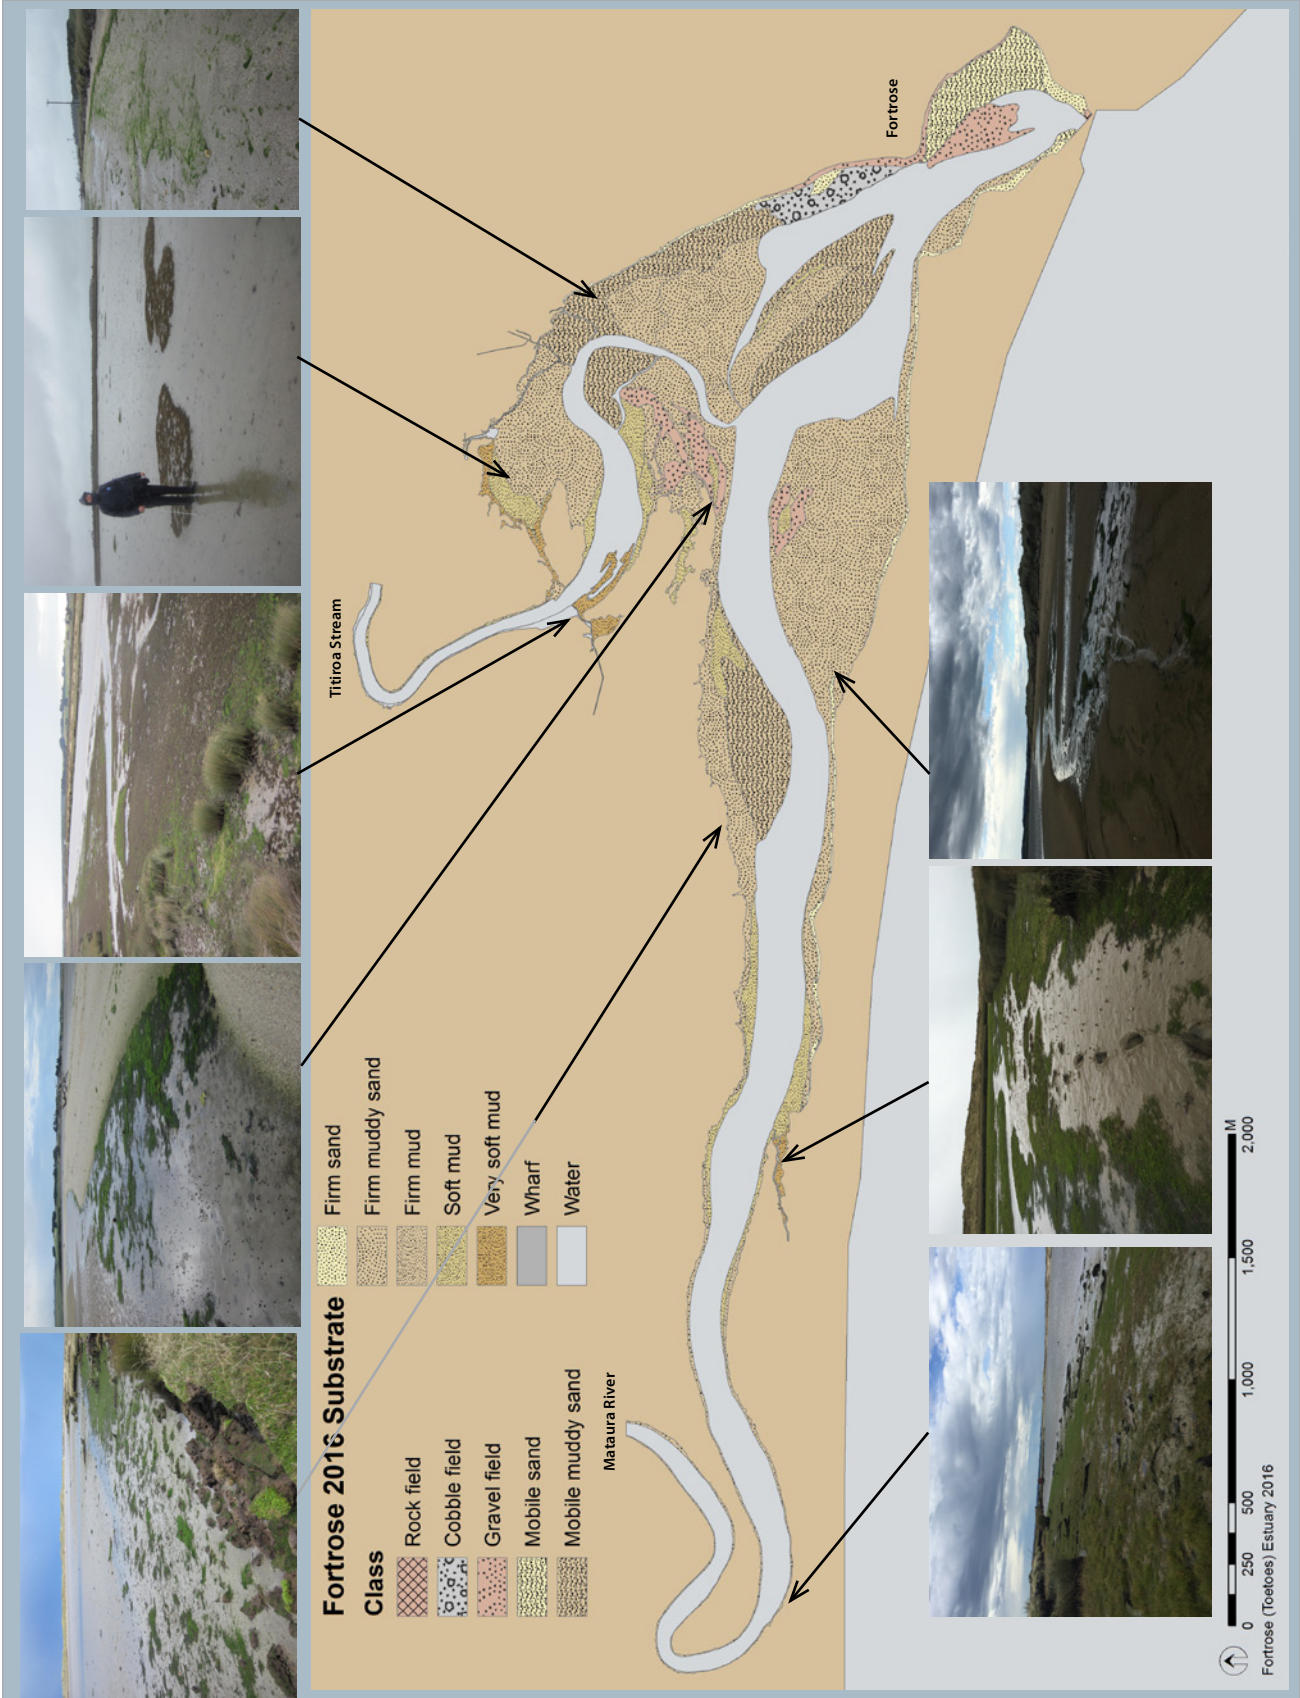 Fortrose 2016 Substrate
Class
Rock field
Cobble field
Gravel field
Mobile sand
Mobile muddy sand
Firm sand
Firm muddy sand
Firm mud
Soft mud
Very soft mud
Wharf
Water
Mataura River
Titiroa Stream
Fortrose
0 250 500 1,000 1,500 2,000
M
Fortrose (Toetoes) Estuary 2016